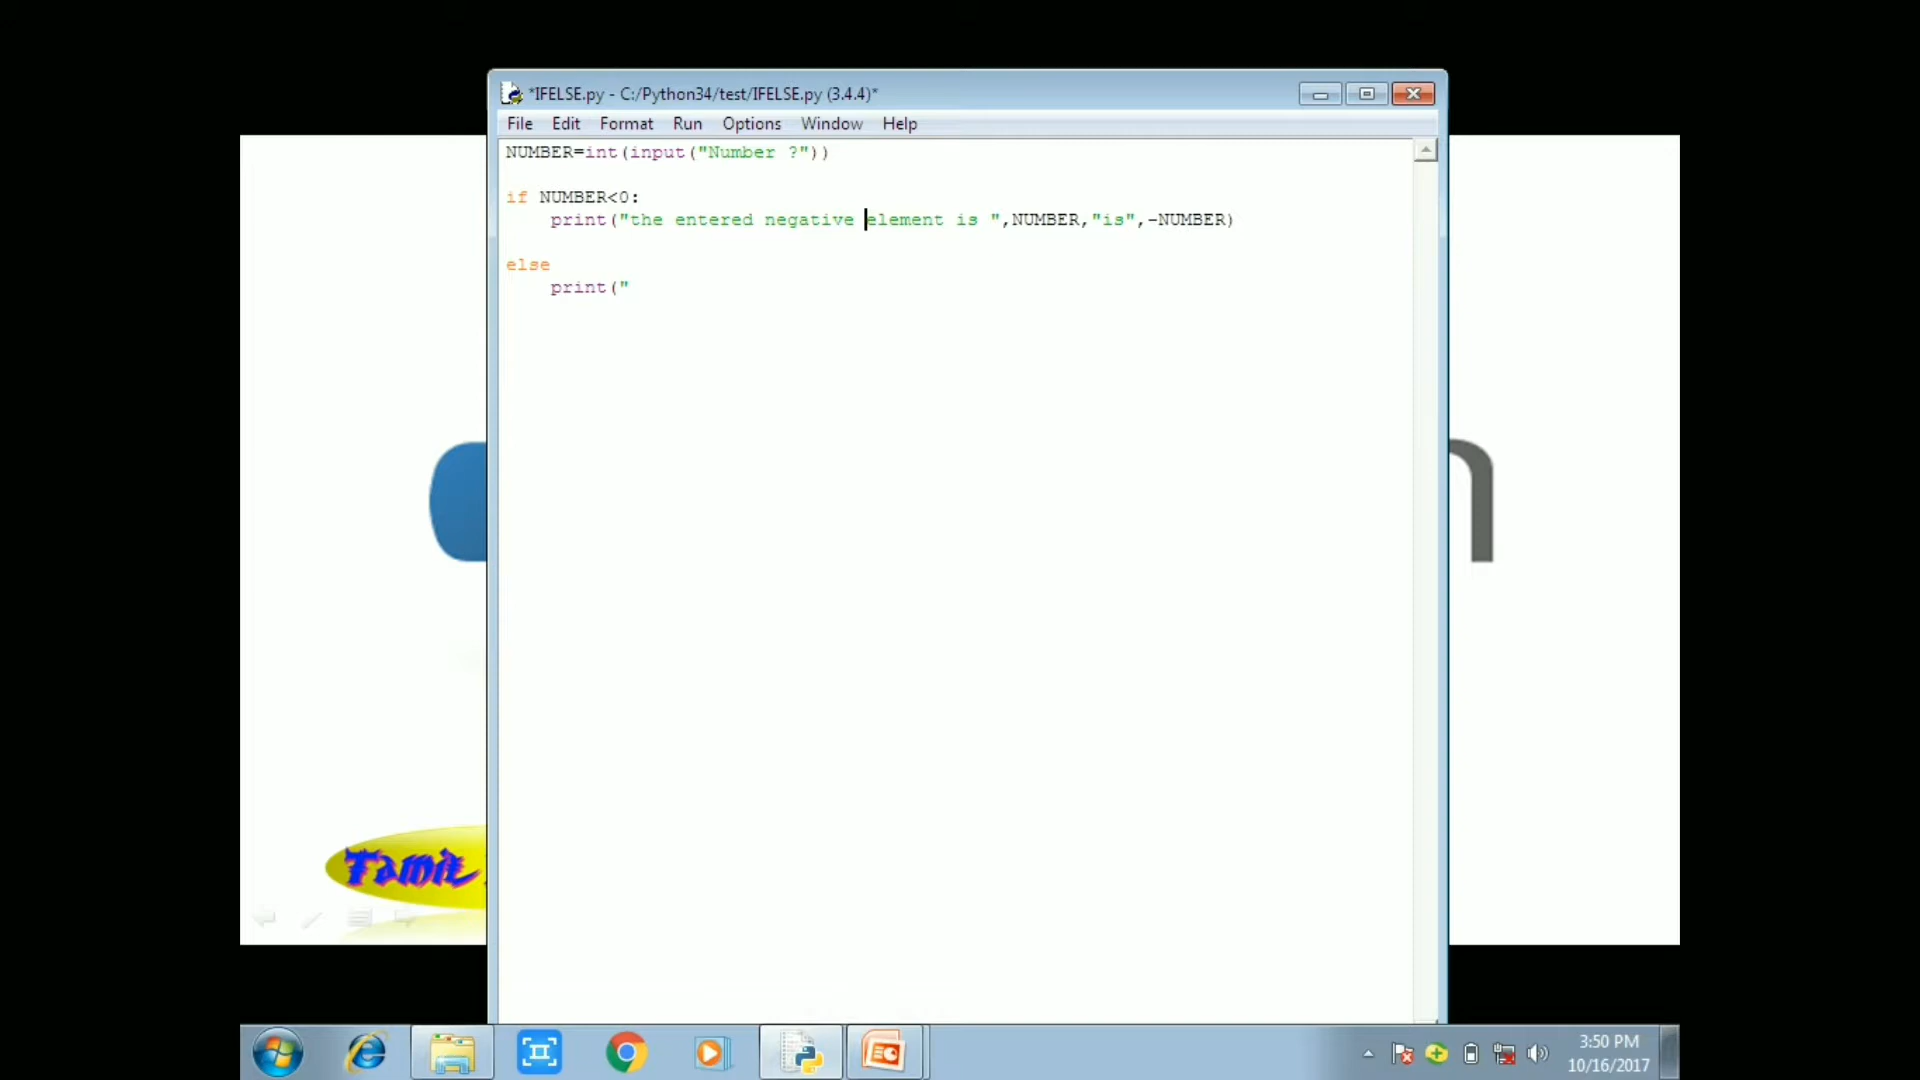 *IFELSE.py - C:/Python34/test/IFELSE.py (3.4.4)*
File Edit Format Run Options Window Help
NUMBER=int(input("Number ?"))
if NUMBER<0:
    print("the entered negative element is ",NUMBER,"is",-NUMBER)
else
    print("
n
Tamil
3:50 PM
10/16/2017